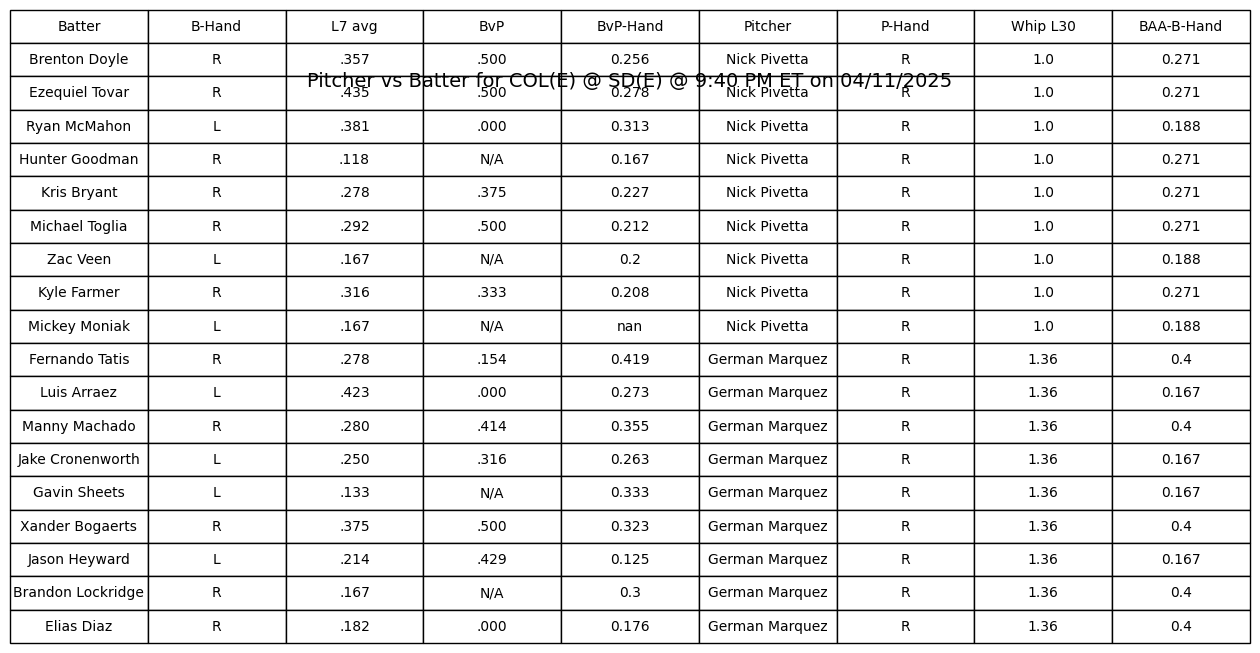 Batter B-Hand L7 avg BvP BvP-Hand Pitcher P-Hand Whip L30 BAA-B-Hand
Brenton Doyle R .357 .500 0.256 Nick Pivetta R 1.0 0.271
Pitcher vs Batter for COL(E) @ SD(E) @ 9:40 PM ET on 04/11/2025
Ezequiel Tovar R .435 .500 0.278 Nick Pivetta R 1.0 0.271
Ryan McMahon L .381 .000 0.313 Nick Pivetta R 1.0 0.188
Hunter Goodman R .118 N/A 0.167 Nick Pivetta R 1.0 0.271
Kris Bryant R .278 .375 0.227 Nick Pivetta R 1.0 0.271
Michael Toglia R .292 .500 0.212 Nick Pivetta R 1.0 0.271
Zac Veen L .167 N/A 0.2 Nick Pivetta R 1.0 0.188
Kyle Farmer R .316 .333 0.208 Nick Pivetta R 1.0 0.271
Mickey Moniak L .167 N/A nan Nick Pivetta R 1.0 0.188
Fernando Tatis R .278 .154 0.419 German Marquez R 1.36 0.4
Luis Arraez L .423 .000 0.273 German Marquez R 1.36 0.167
Manny Machado R .280 .414 0.355 German Marquez R 1.36 0.4
Jake Cronenworth L .250 .316 0.263 German Marquez R 1.36 0.167
Gavin Sheets L .133 N/A 0.333 German Marquez R 1.36 0.167
Xander Bogaerts R .375 .500 0.323 German Marquez R 1.36 0.4
Jason Heyward L .214 .429 0.125 German Marquez R 1.36 0.167
Brandon Lockridge R .167 N/A 0.3 German Marquez R 1.36 0.4
Elias Diaz R .182 .000 0.176 German Marquez R 1.36 0.4